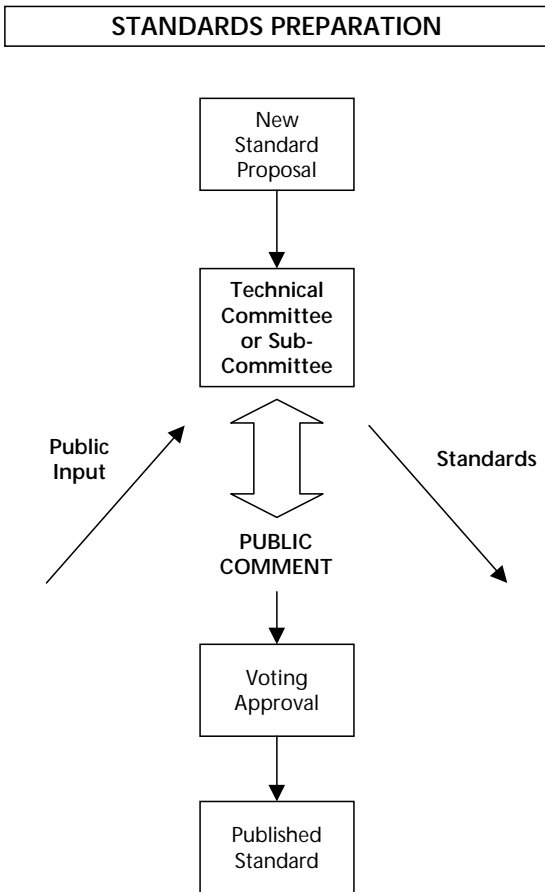 STANDARDS PREPARATION
New
Standard
Proposal
Technical
Committee
or Sub-
Committee
Public
Input
Standards
PUBLIC
COMMENT
Voting
Approval
Published
Standard